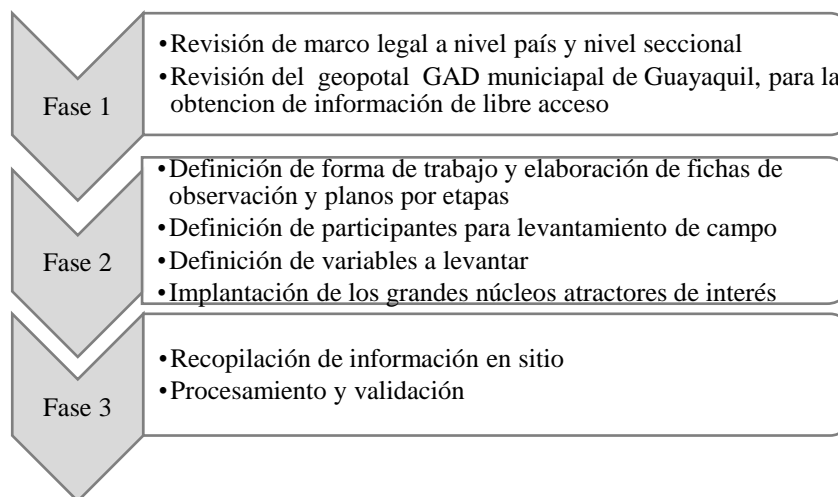 Fase 1
•Revisión de marco legal a nivel país y nivel seccional
•Revisión del geopotal GAD municiapal de Guayaquil, para la
obtencion de información de libre acceso
Fase 2
•Definición de forma de trabajo y elaboración de fichas de
observación y planos por etapas
•Definición de participantes para levantamiento de campo
•Definición de variables a levantar
•Implantación de los grandes núcleos atractores de interés
Fase 3
•Recopilación de información en sitio
•Procesamiento y validación